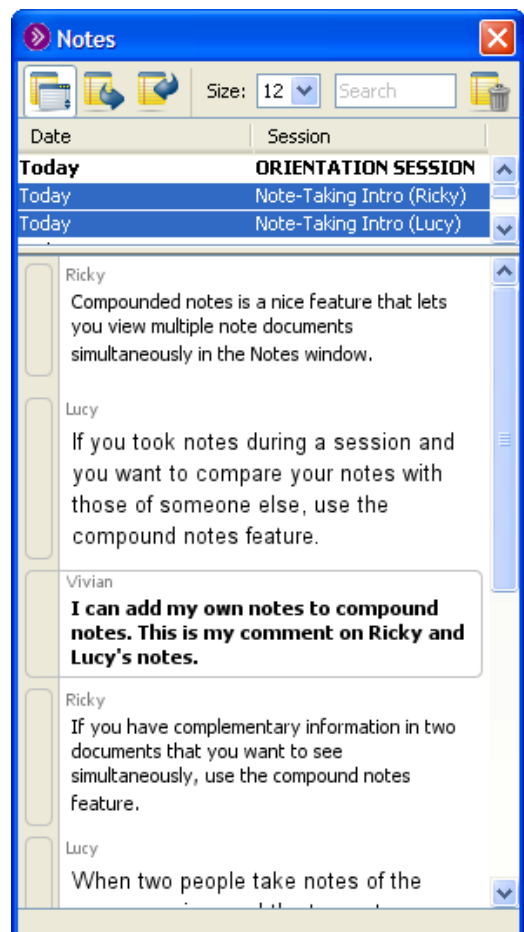 Notes
Size: 12 Search
Date Session
Today ORIENTATION SESSION
Today Note-Taking Intro (Ricky)
Today Note-Taking Intro (Lucy)
Ricky
Compounded notes is a nice feature that lets
you view multiple note documents
simultaneously in the Notes window.
Lucy
If you took notes during a session and
you want to compare your notes with
those of someone else, use the
compound notes feature.
Vivian
I can add my own notes to compound
notes. This is my comment on Ricky and
Lucy's notes.
Ricky
If you have complementary information in two
documents that you want to see
simultaneously, use the compound notes
feature.
Lucy
When two people take notes of the